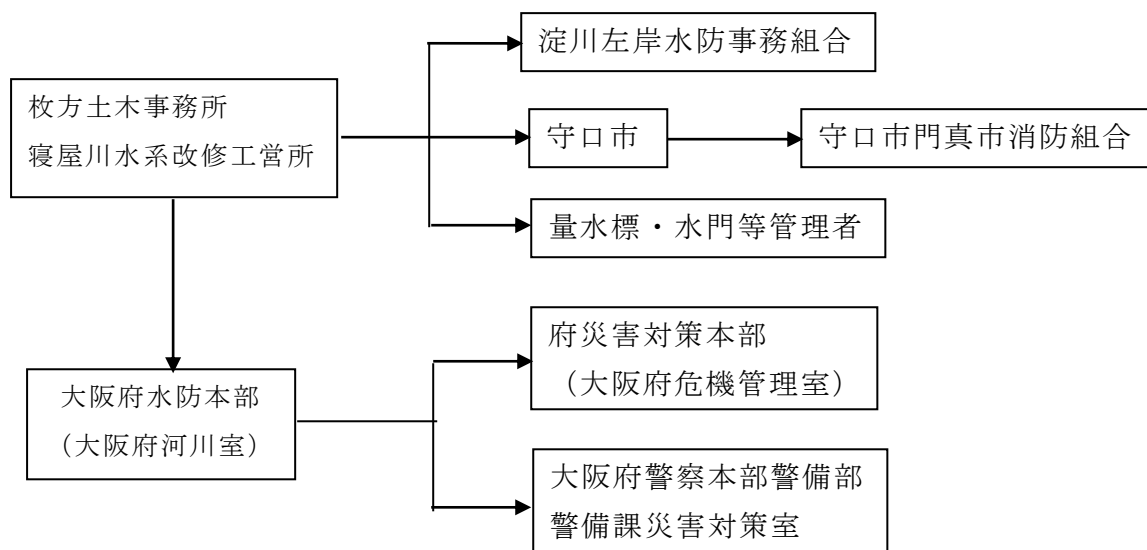 淀川左岸水防事務組合
枚方土木事務所
寝屋川水系改修工営所
守口市
守口市門真市消防組合
量水標・水門等管理者
府災害対策本部
（大阪府危機管理室）
大阪府水防本部
（大阪府河川室）
大阪府警察本部警備部
警備課災害対策室